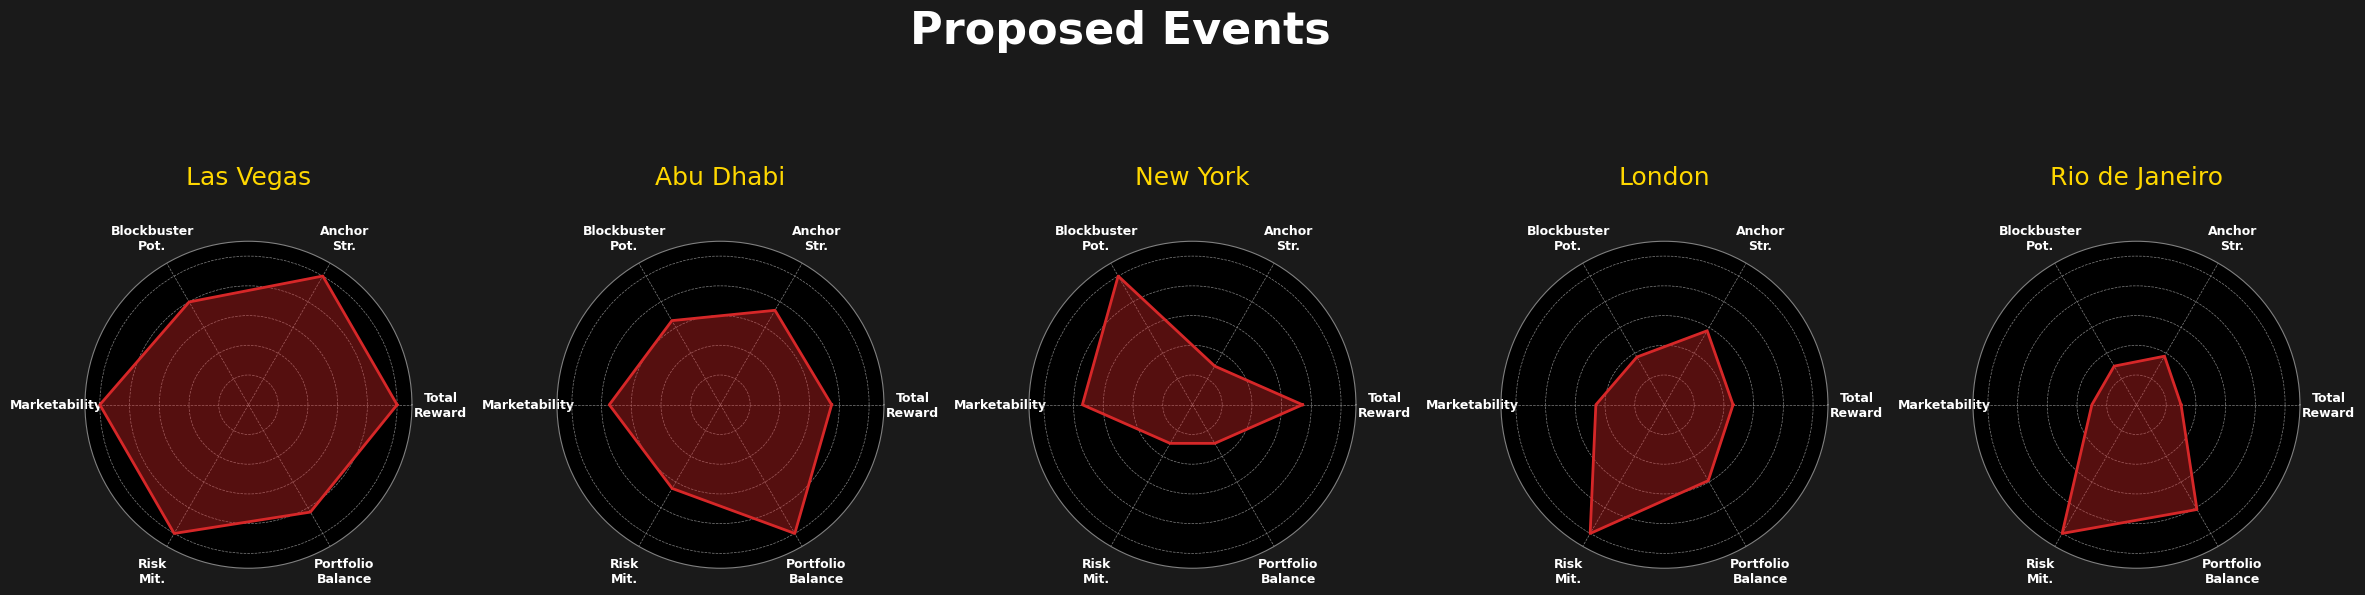 Proposed Events
Las Vegas
Blockbuster
Pot.
Anchor
Str.
Marketability
Total
Reward
Risk
Mit.
Portfolio
Balance
Abu Dhabi
Blockbuster
Pot.
Anchor
Str.
Marketability
Total
Reward
Risk
Mit.
Portfolio
Balance
New York
Blockbuster
Pot.
Anchor
Str.
Marketability
Total
Reward
Risk
Mit.
Portfolio
Balance
London
Blockbuster
Pot.
Anchor
Str.
Marketability
Total
Reward
Risk
Mit.
Portfolio
Balance
Rio de Janeiro
Blockbuster
Pot.
Anchor
Str.
Marketability
Total
Reward
Risk
Mit.
Portfolio
Balance